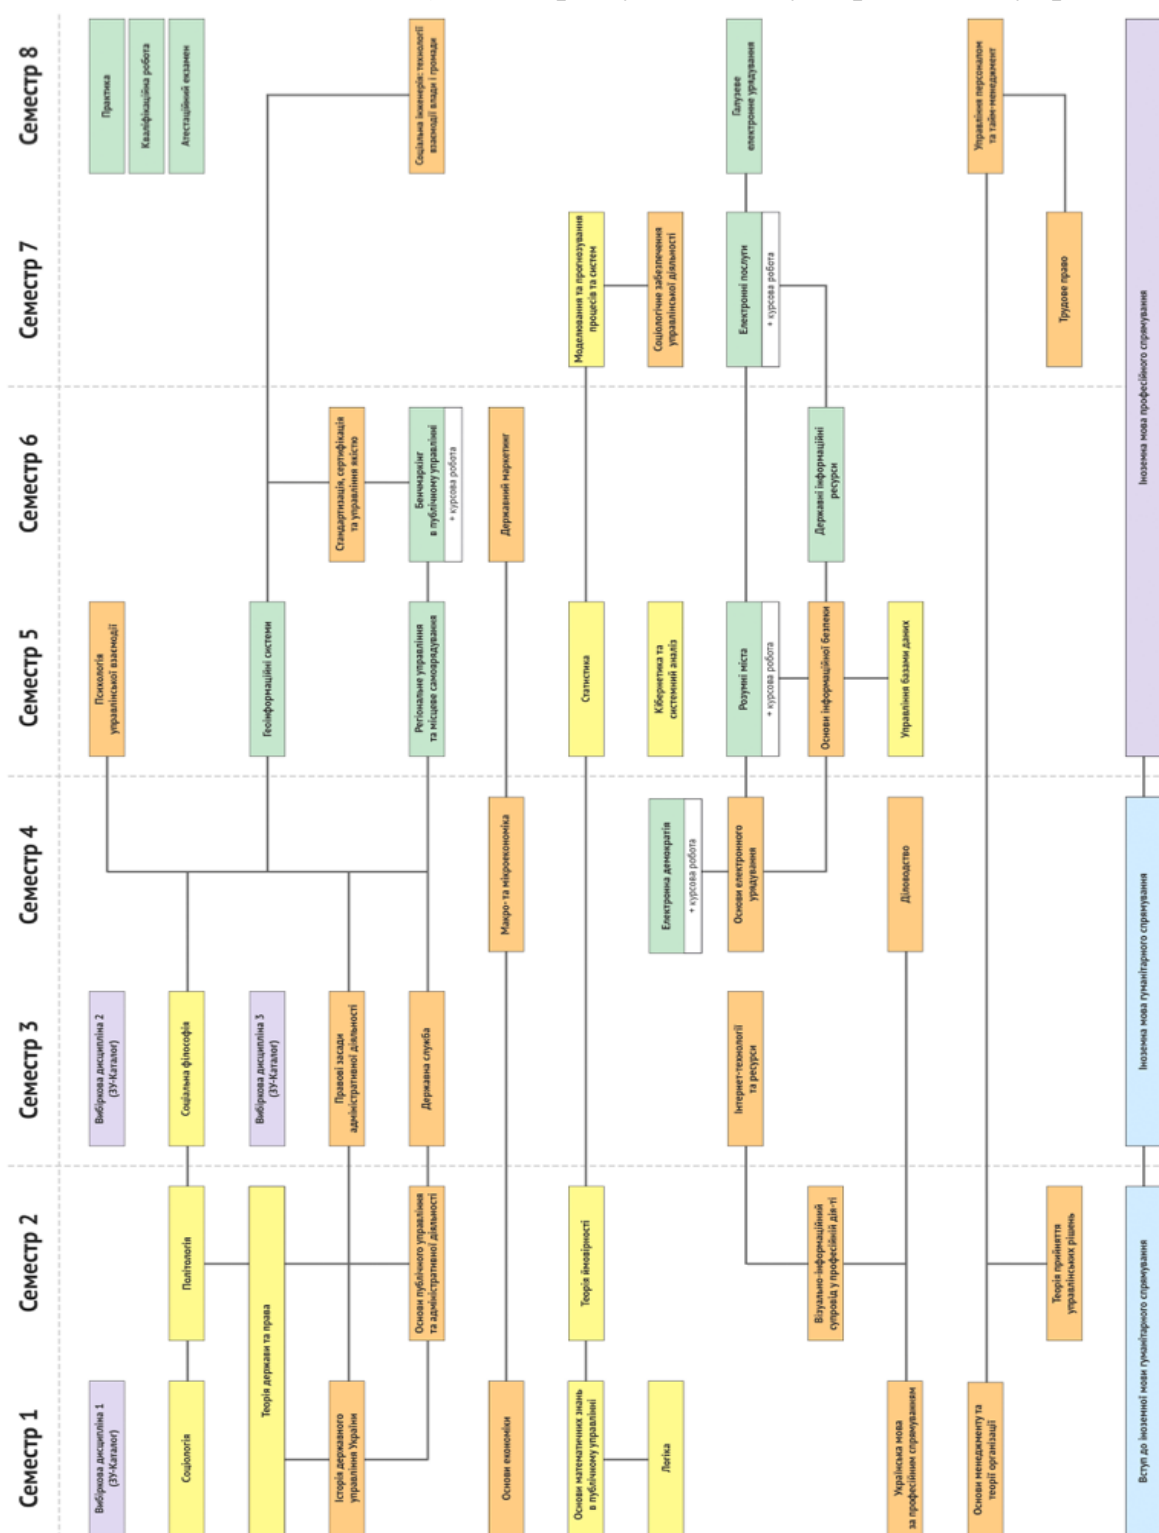 Семестр 1
Семестр 2
Семестр 3
Семестр 4
Семестр 5
Семестр 6
Семестр 7
Семестр 8
Вибіркова дисципліна 1
(ЗУ-Каталог)
Вибіркова дисципліна 2
(ЗУ-Каталог)
Психологія
управлінської взаємодії
Практика
Кваліфікаційна робота
Атестаційний екзамен
Соціологія
Політологія
Соціальна філософія
Теорія держави та права
Вибіркова дисципліна 3
(ЗУ-Каталог)
Геоінформаційні системи
Історія державного
управління України
Правові засади
адміністративної діяльності
Стандартизація, сертифікація
та управління якістю
Основи публічного управління
та адміністративної діяльності
Державна служба
Регіональне управління
та місцеве самоврядування
Бенчмаркінг
в публічному управлінні
+ курсова робота
Соціальна інженерія: технології
взаємодії влади і громади
Основи економіки
Макро- та мікроекономіка
Державний маркетинг
Основи математичних знань
в публічному управлінні
Теорія ймовірності
Статистика
Моделювання та прогнозування
процесів та систем
Логіка
Електронна демократія
+ курсова робота
Кібернетика та
системний аналіз
Соціологічне забезпечення
управлінської діяльності
Інтернет-технології
та ресурси
Основи електронного
урядування
Розумні міста
+ курсова робота
Електронні послуги
+ курсова робота
Галузеве
електронне урядування
Візуально-інформаційний
супровід у професійній дія-ті
Основи інформаційної безпеки
Державні інформаційні
ресурси
Українська мова
за професійним спрямуванням
Діловодство
Управління базами даних
Основи менеджменту та
теорії організації
Управління персоналом
та тайм-менеджмент
Теорія прийняття
управлінських рішень
Трудове право
Вступ до іноземної мови гуманітарного спрямування
Іноземна мова гуманітарного спрямування
Іноземна мова професійного спрямування